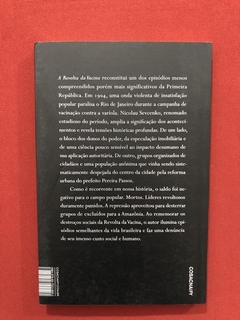 A Revolta da Vacina reconstitui um dos episódios menos
compreendidos porém mais significativos da Primeira
República. Em 1904, uma onda violenta de insatisfação
popular paralisa o Rio de Janeiro durante a campanha de
vacinação contra a varíola. Nicolau Sevcenko, renomado
estudioso do período, amplia a significação dos aconteci-
mentos e revela tensões históricas profundas. De um lado,
o bloco dos donos do poder, da especulação imobiliária e
de uma ciência pouco sensível ao impacto desumano de
sua aplicação autoritária. De outro, grupos organizados de
cidadãos e uma população anônima que vinha sendo siste-
maticamente despejada do centro da cidade pela reforma
urbana do prefeito Pereira Passos.
Como é recorrente em nossa história, o saldo foi ne-
gativo para o campo popular. Mortos. Líderes revoltosos
duramente punidos. A repressão aproveitou para desterrar
grupos de excluídos para a Amazônia. Ao rememorar os
destroços sociais da Revolta da Vacina, o autor ilumina epi-
sódios semelhantes da vida brasileira e faz uma denúncia
de seu imenso custo social e humano.
COSACNAIFY